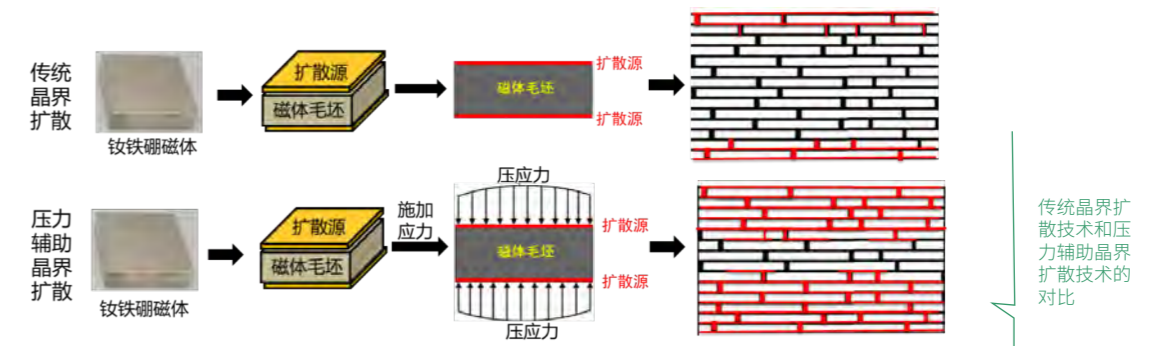 传统
晶界
扩散
钕铁硼磁体
扩散源
磁体毛坯
扩散源
磁体毛坯
扩散源
压力
辅助
晶界
扩散
钕铁硼磁体
扩散源
磁体毛坯
施加
应力
压应力
扩散源
磁体毛坯
扩散源
压应力
传统晶界扩
散技术和压
力辅助晶界
扩散技术的
对比